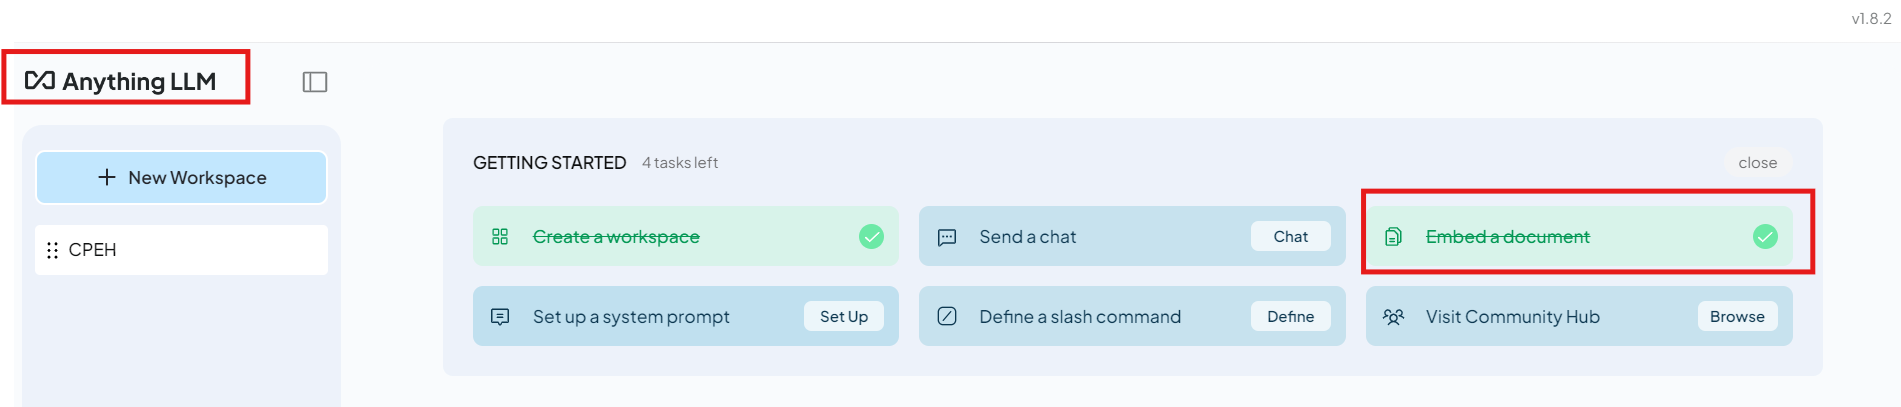 v1.8.2
Anything LLM
New Workspace
CPEH
GETTING STARTED 4 tasks left close
Create a workspace
Send a chat Chat
Embed a document
Set up a system prompt Set Up
Define a slash command Define
Visit Community Hub Browse